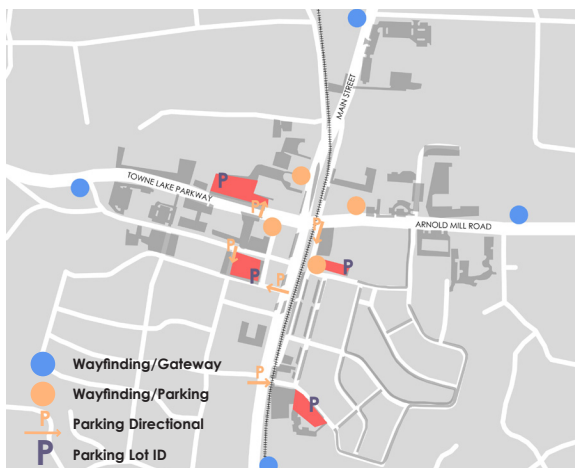 MAIN STREET
TOWNE LAKE PARKWAY
P
P
P
ARNOLD MILL ROAD
P
P
P
P
P
P
P
Wayfinding/Gateway
Wayfinding/Parking
P
Parking Directional
P
Parking Lot ID